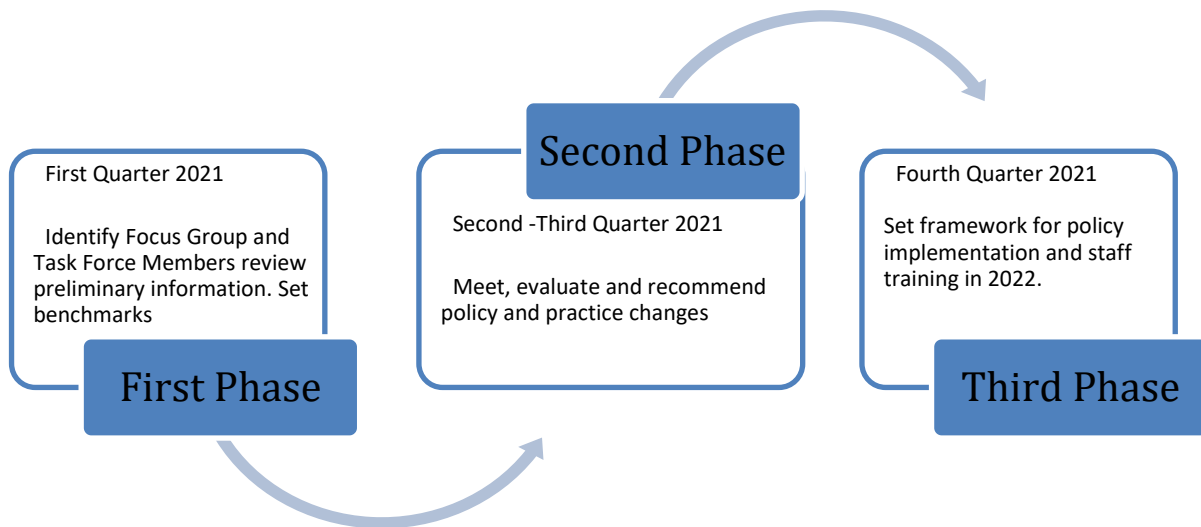 First Quarter 2021
Identify Focus Group and
Task Force Members review
preliminary information. Set
benchmarks
First Phase
Second Phase
Second -Third Quarter 2021
Meet, evaluate and recommend
policy and practice changes
Fourth Quarter 2021
Set framework for policy
implementation and staff
training in 2022.
Third Phase